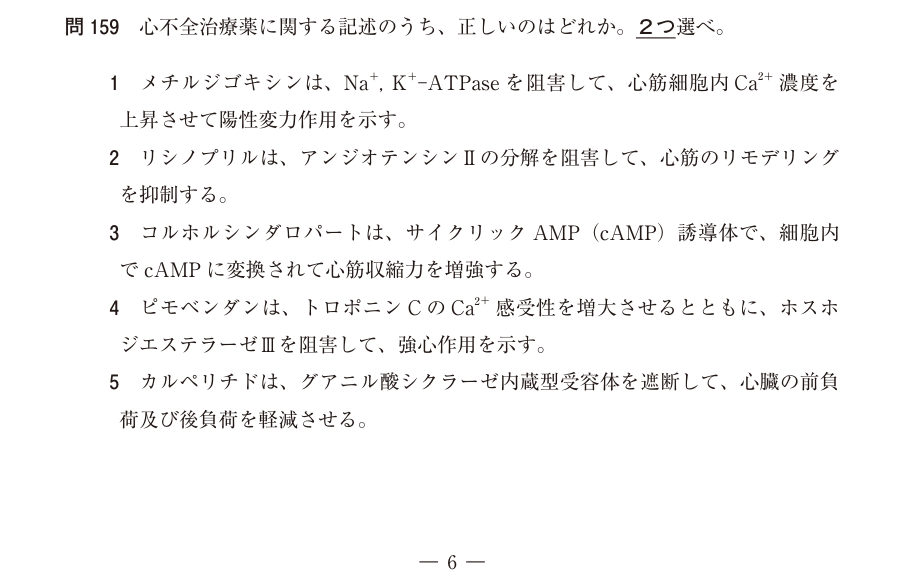 問 159　心不全治療薬に関する記述のうち、正しいのはどれか。２つ選べ。
1　メチルジゴキシンは、Na⁺, K⁺-ATPase を阻害して、心筋細胞内 Ca²⁺ 濃度を
上昇させて陽性変力作用を示す。
2　リシノプリルは、アンジオテンシンⅡの分解を阻害して、心筋のリモデリング
を抑制する。
3　コルホルシンダロパートは、サイクリック AMP（cAMP）誘導体で、細胞内
で cAMP に変換されて心筋収縮力を増強する。
4　ピモベンダンは、トロポニン C の Ca²⁺ 感受性を増大させるとともに、ホスホ
ジエステラーゼⅢを阻害して、強心作用を示す。
5　カルペリチドは、グアニル酸シクラーゼ内蔵型受容体を遮断して、心臓の前負
荷及び後負荷を軽減させる。
— 6 —